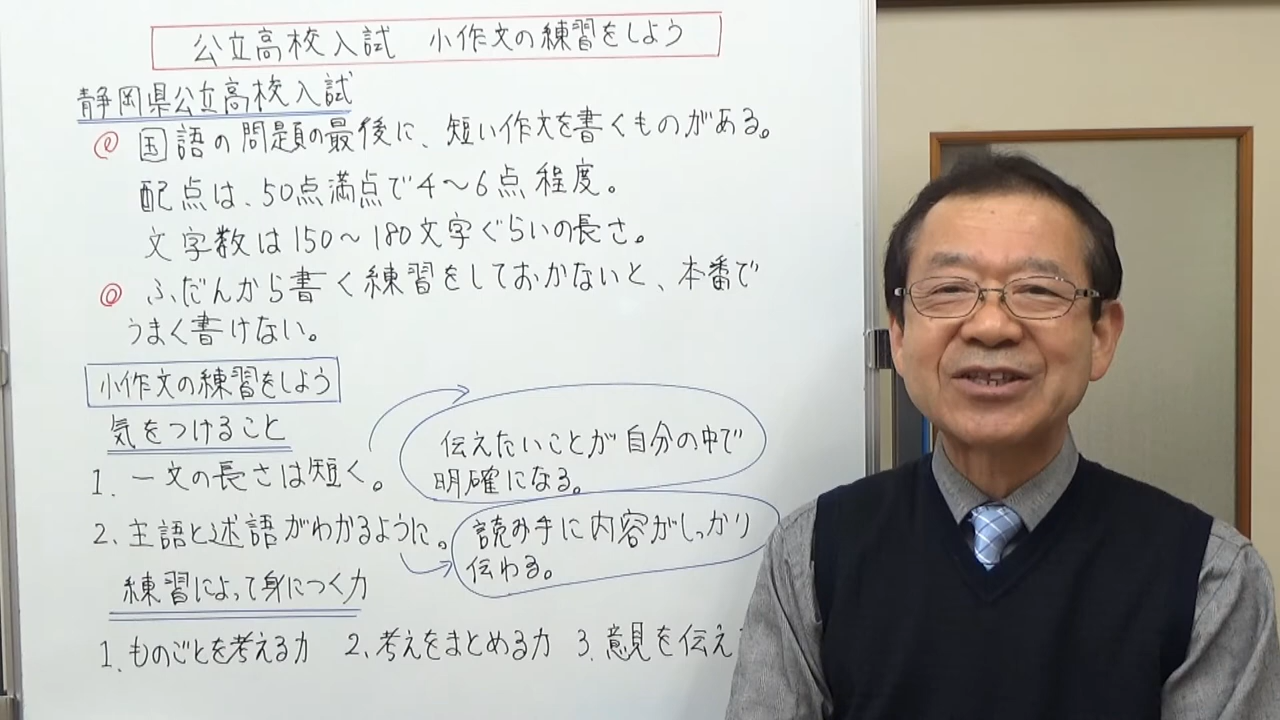 公立高校入試 小作文の練習をしよう
静岡県公立高校入試
@ 国語の問題の最後に、短い作文を書くものがある。
配点は、50点満点で4～6点程度。
文字数は150～180文字ぐらいの長さ。
@ ふだんから書く練習をしておかないと、本番で
うまく書けない。
小作文の練習をしよう
気をつけること
1. 一文の長さは短く。
伝えたいことが自分の中で
明確になる。
2. 主語と述語がわかるように。
読み手に内容がしっかり
伝わる。
練習によって身につく力
1. ものごとを考える力 2. 考えをまとめる力 3. 意見を伝え